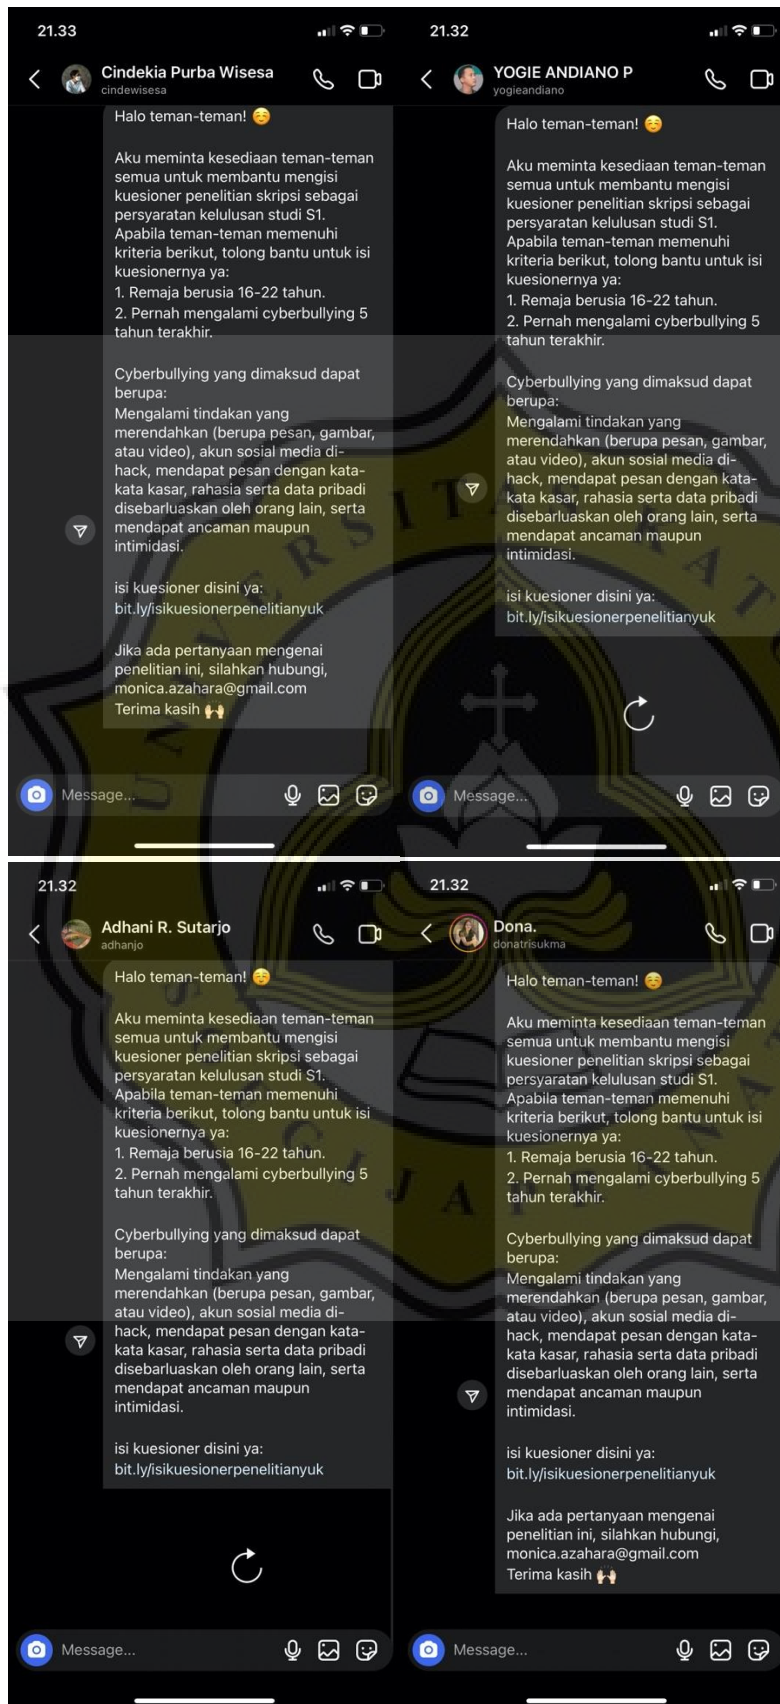 21.33
Cindekia Purba Wisesa
cindewisesa
Halo teman-teman! ☺️
Aku meminta kesediaan teman-teman
semua untuk membantu mengisi
kuesioner penelitian skripsi sebagai
persyaratan kelulusan studi S1.
Apabila teman-teman memenuhi
kriteria berikut, tolong bantu untuk isi
kuesionernya ya:
1. Remaja berusia 16-22 tahun.
2. Pernah mengalami cyberbullying 5
tahun terakhir.
Cyberbullying yang dimaksud dapat
berupa:
Mengalami tindakan yang
merendahkan (berupa pesan, gambar,
atau video), akun sosial media di-
hack, mendapat pesan dengan kata-
kata kasar, rahasia serta data pribadi
disebarluaskan oleh orang lain, serta
mendapat ancaman maupun
intimidasi.
isi kuesioner disini ya:
bit.ly/isikuesionerpenelitianyuk
Jika ada pertanyaan mengenai
penelitian ini, silahkan hubungi,
monica.azahara@gmail.com
Terima kasih 🙌🏻
Message...
21.32
YOGIE ANDIANO P
yogieandiano
Halo teman-teman! ☺️
Aku meminta kesediaan teman-teman
semua untuk membantu mengisi
kuesioner penelitian skripsi sebagai
persyaratan kelulusan studi S1.
Apabila teman-teman memenuhi
kriteria berikut, tolong bantu untuk isi
kuesionernya ya:
1. Remaja berusia 16-22 tahun.
2. Pernah mengalami cyberbullying 5
tahun terakhir.
Cyberbullying yang dimaksud dapat
berupa:
Mengalami tindakan yang
merendahkan (berupa pesan, gambar,
atau video), akun sosial media di-
hack, mendapat pesan dengan kata-
kata kasar, rahasia serta data pribadi
disebarluaskan oleh orang lain, serta
mendapat ancaman maupun
intimidasi.
isi kuesioner disini ya:
bit.ly/isikuesionerpenelitianyuk
Message...
21.32
Adhani R. Sutarjo
adhanjo
Halo teman-teman! ☺️
Aku meminta kesediaan teman-teman
semua untuk membantu mengisi
kuesioner penelitian skripsi sebagai
persyaratan kelulusan studi S1.
Apabila teman-teman memenuhi
kriteria berikut, tolong bantu untuk isi
kuesionernya ya:
1. Remaja berusia 16-22 tahun.
2. Pernah mengalami cyberbullying 5
tahun terakhir.
Cyberbullying yang dimaksud dapat
berupa:
Mengalami tindakan yang
merendahkan (berupa pesan, gambar,
atau video), akun sosial media di-
hack, mendapat pesan dengan kata-
kata kasar, rahasia serta data pribadi
disebarluaskan oleh orang lain, serta
mendapat ancaman maupun
intimidasi.
isi kuesioner disini ya:
bit.ly/isikuesionerpenelitianyuk
Message...
21.32
Dona.
donatrisukma
Halo teman-teman! ☺️
Aku meminta kesediaan teman-teman
semua untuk membantu mengisi
kuesioner penelitian skripsi sebagai
persyaratan kelulusan studi S1.
Apabila teman-teman memenuhi
kriteria berikut, tolong bantu untuk isi
kuesionernya ya:
1. Remaja berusia 16-22 tahun.
2. Pernah mengalami cyberbullying 5
tahun terakhir.
Cyberbullying yang dimaksud dapat
berupa:
Mengalami tindakan yang
merendahkan (berupa pesan, gambar,
atau video), akun sosial media di-
hack, mendapat pesan dengan kata-
kata kasar, rahasia serta data pribadi
disebarluaskan oleh orang lain, serta
mendapat ancaman maupun
intimidasi.
isi kuesioner disini ya:
bit.ly/isikuesionerpenelitianyuk
Jika ada pertanyaan mengenai
penelitian ini, silahkan hubungi,
monica.azahara@gmail.com
Terima kasih 🙌🏻
Message...